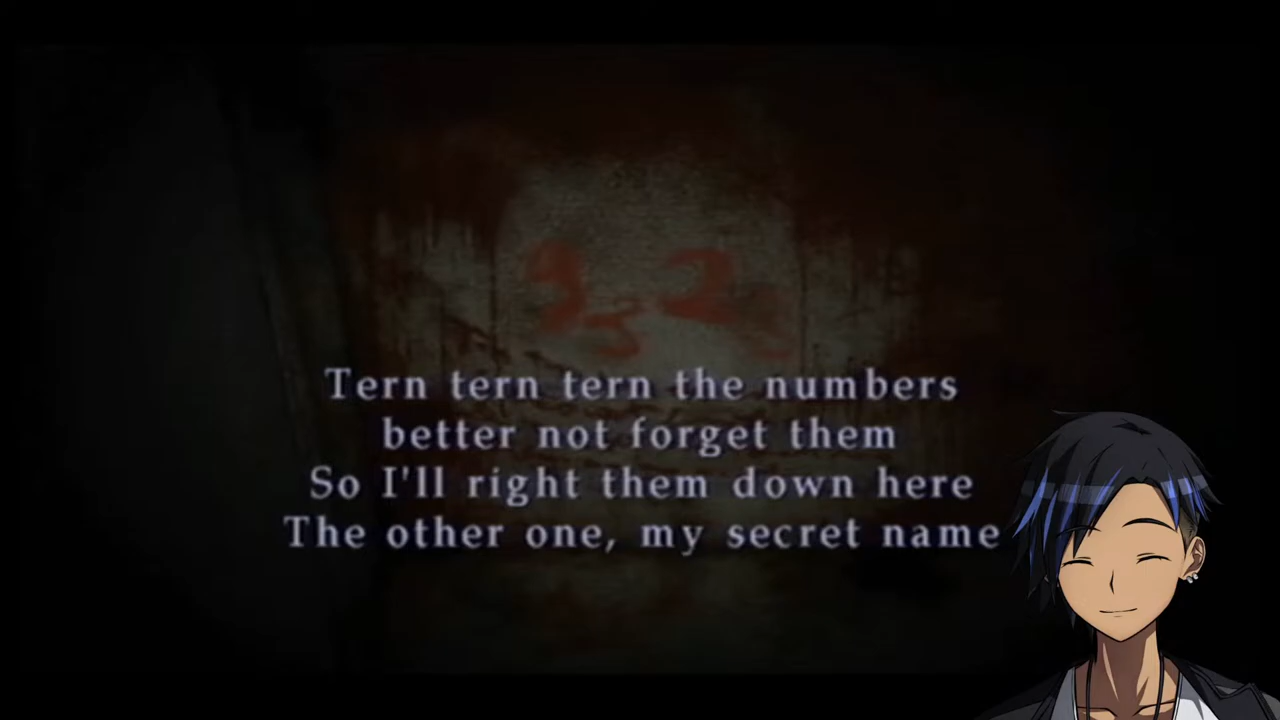 Tern tern tern the numbers
better not forget them
So I'll right them down here
The other one, my secret name